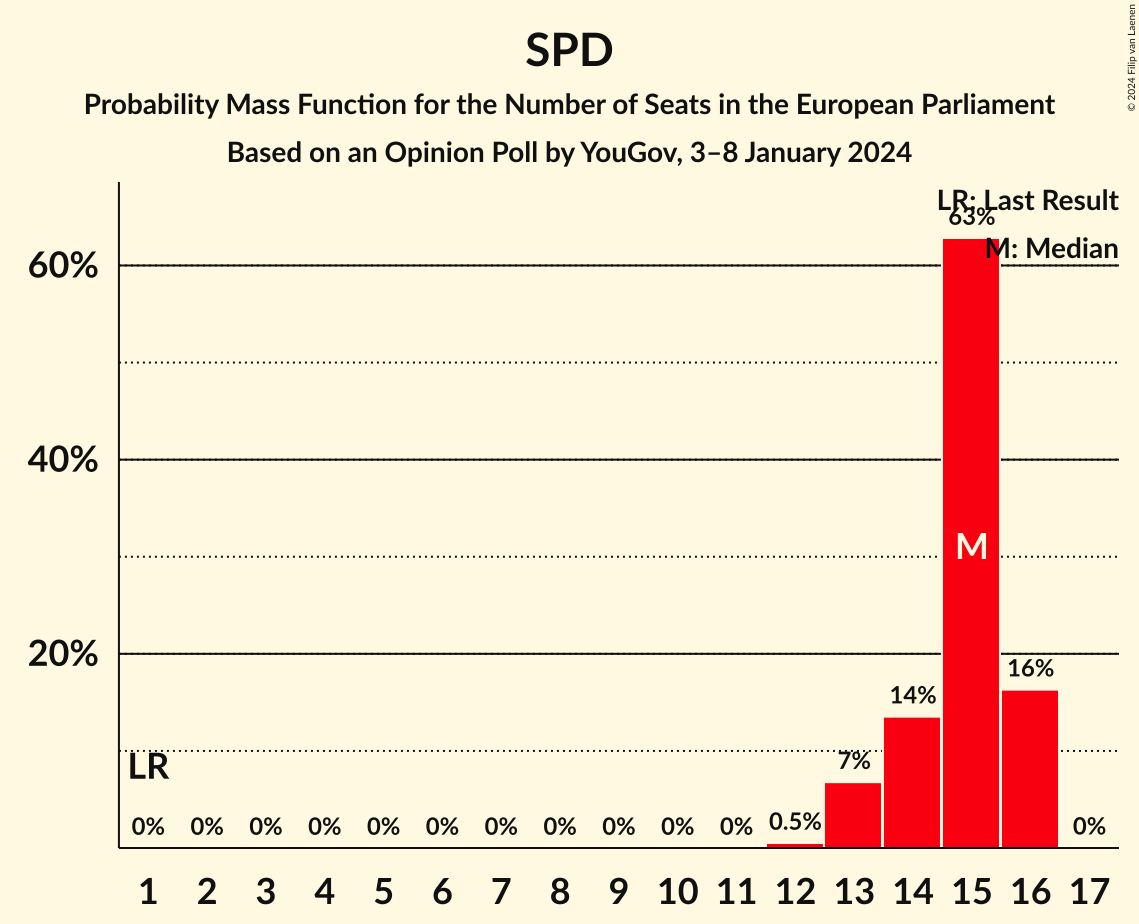 SPD
Probability Mass Function for the Number of Seats in the European Parliament
Based on an Opinion Poll by YouGov, 3–8 January 2024
© 2024 Filip van Laenen
LR: Last Result
M: Median
60%
40%
20%
63%
M
16%
14%
7%
LR
0% 0% 0% 0% 0% 0% 0% 0% 0% 0% 0% 0.5% 0%
1 2 3 4 5 6 7 8 9 10 11 12 13 14 15 16 17